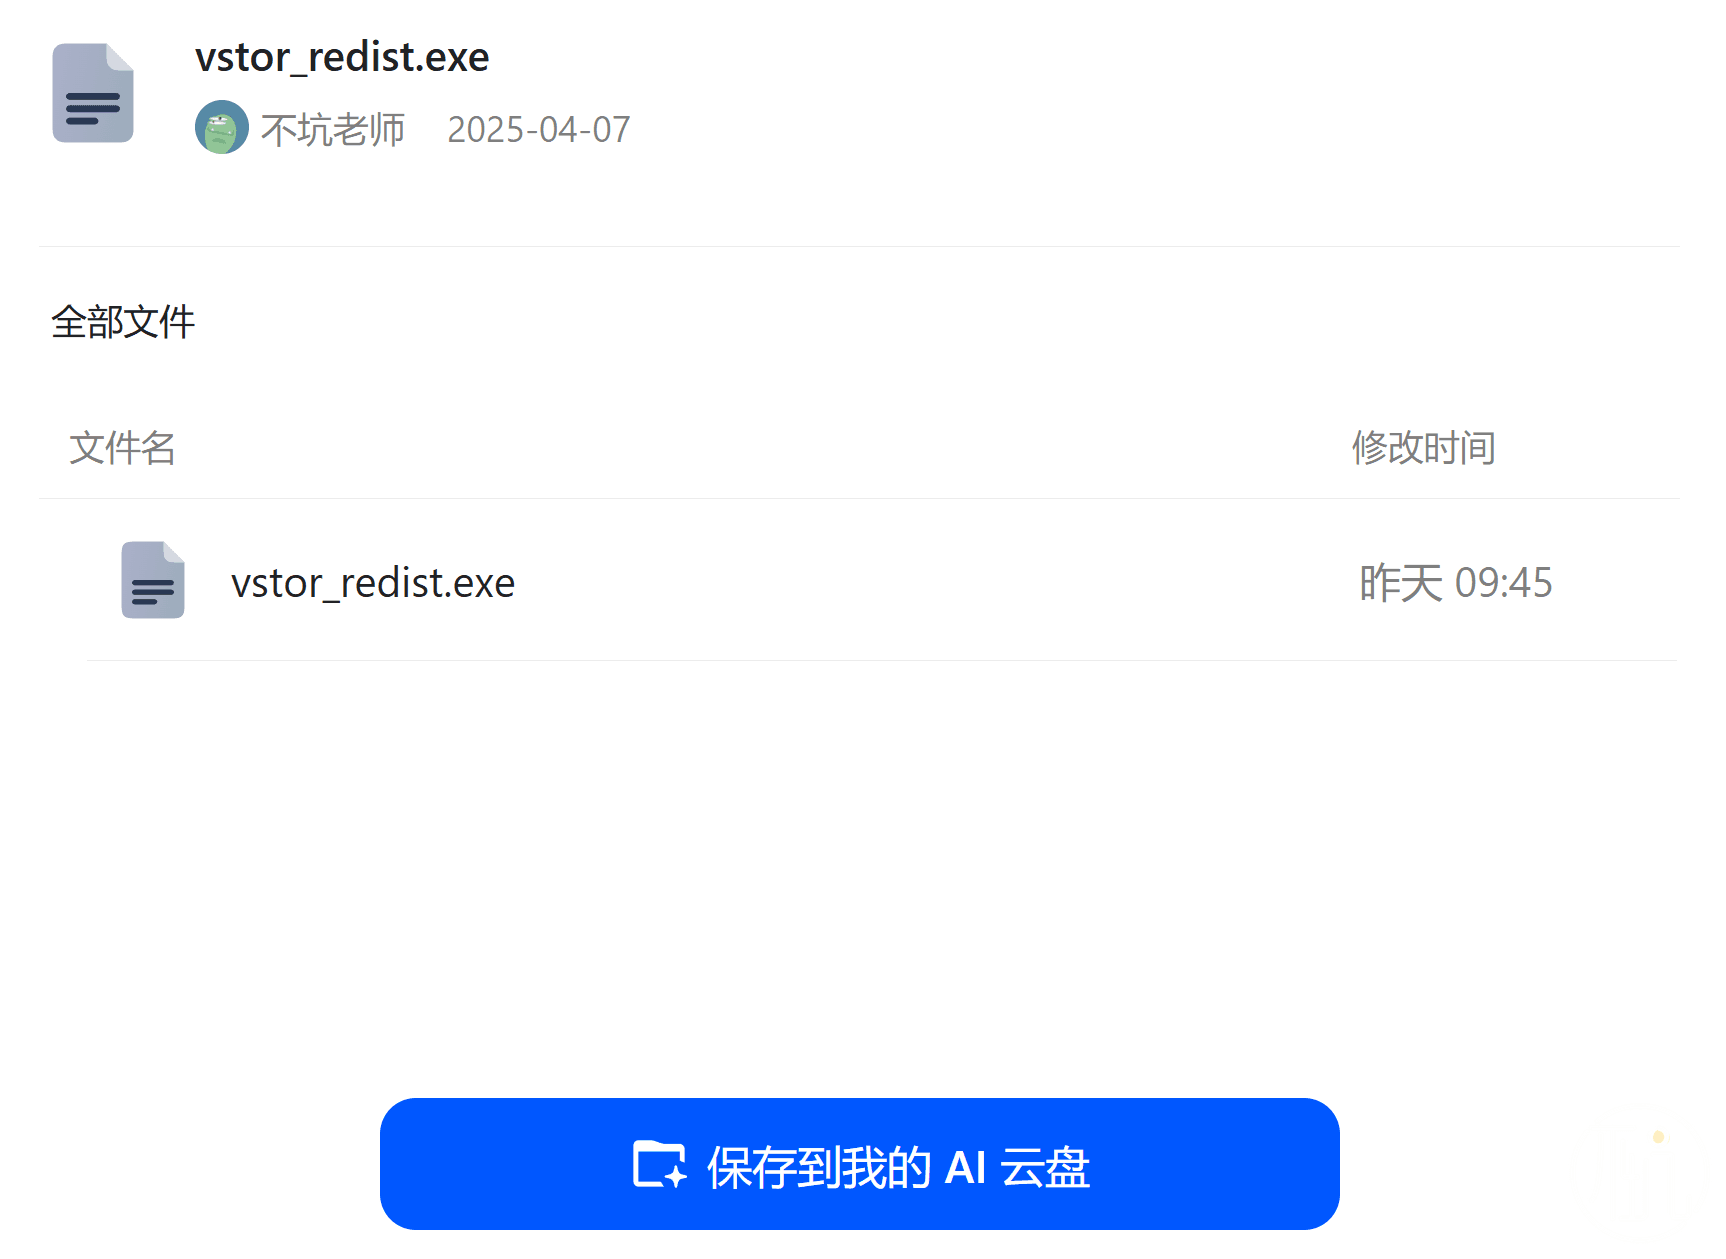 vstor_redist.exe
不坑老师 2025-04-07
全部文件
文件名 修改时间
vstor_redist.exe 昨天 09:45
保存到我的 AI 云盘